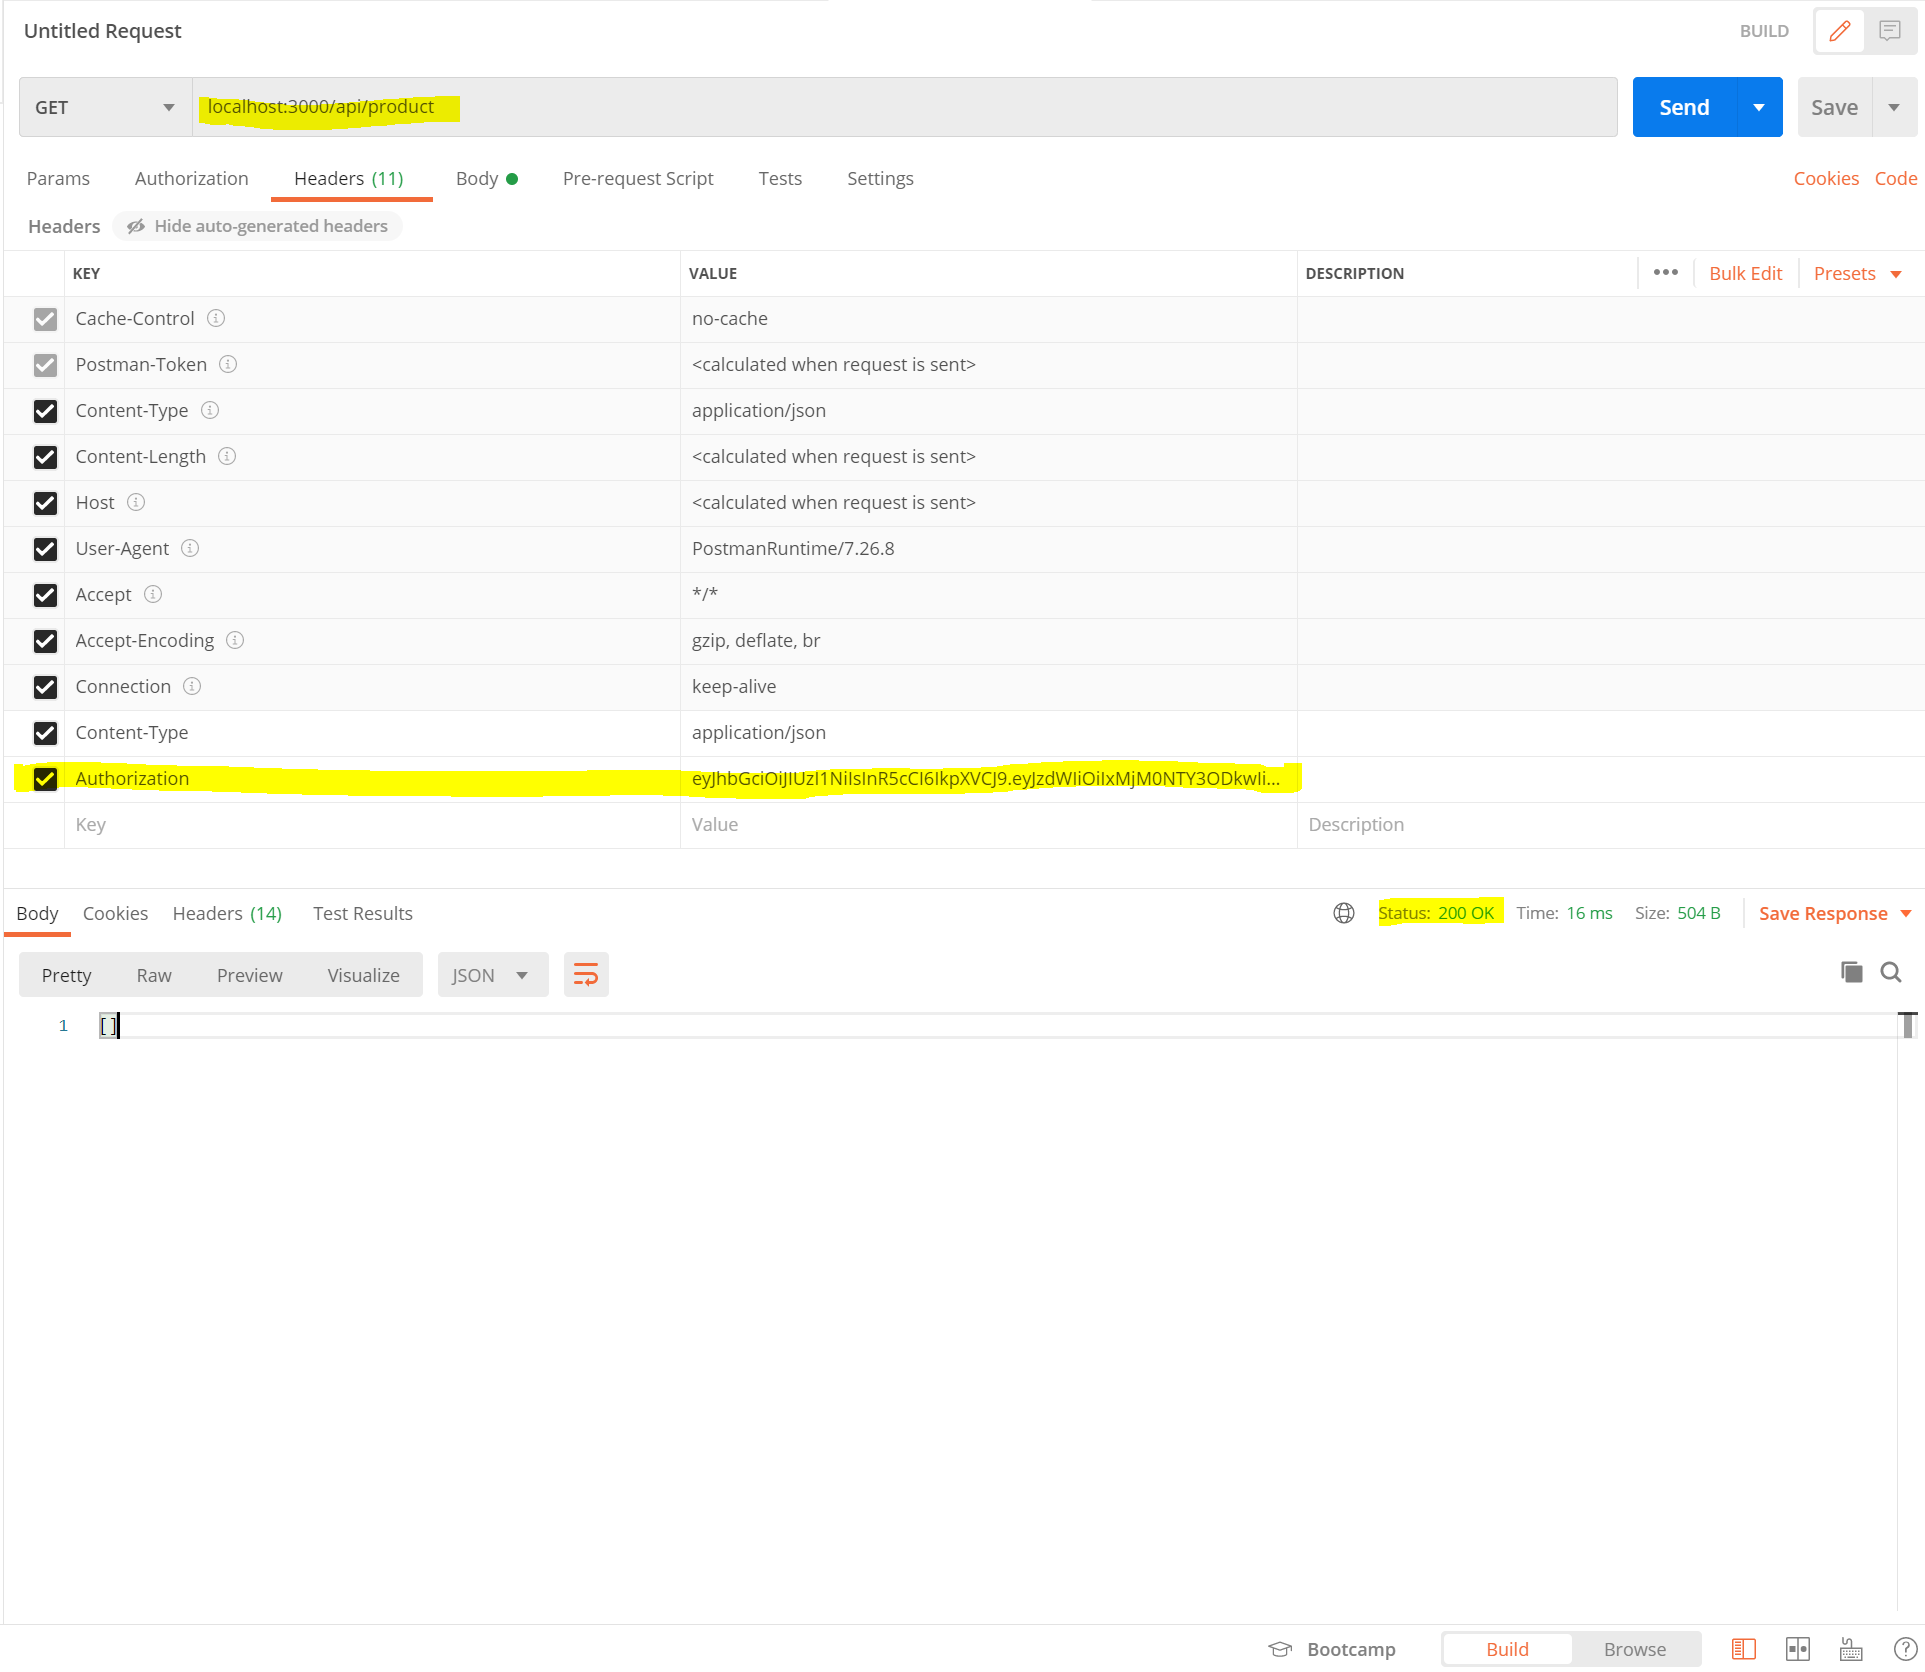 Untitled Request
BUILD
GET
localhost:3000/api/product
Send
Save
Params
Authorization
Headers (11)
Body
Pre-request Script
Tests
Settings
Cookies
Code
Headers
Hide auto-generated headers
KEY
VALUE
DESCRIPTION
Bulk Edit
Presets
Cache-Control
no-cache
Postman-Token
<calculated when request is sent>
Content-Type
application/json
Content-Length
<calculated when request is sent>
Host
<calculated when request is sent>
User-Agent
PostmanRuntime/7.26.8
Accept
*/*
Accept-Encoding
gzip, deflate, br
Connection
keep-alive
Content-Type
application/json
Authorization
eyJhbGciOiJIUzI1NiIsInR5cCI6IkpXVCJ9.eyJzdWIiOiIxMjM0NTY3ODkwIi...
Key
Value
Description
Body
Cookies
Headers (14)
Test Results
Status: 200 OK
Time: 16 ms
Size: 504 B
Save Response
Pretty
Raw
Preview
Visualize
JSON
1
[]
Bootcamp
Build
Browse